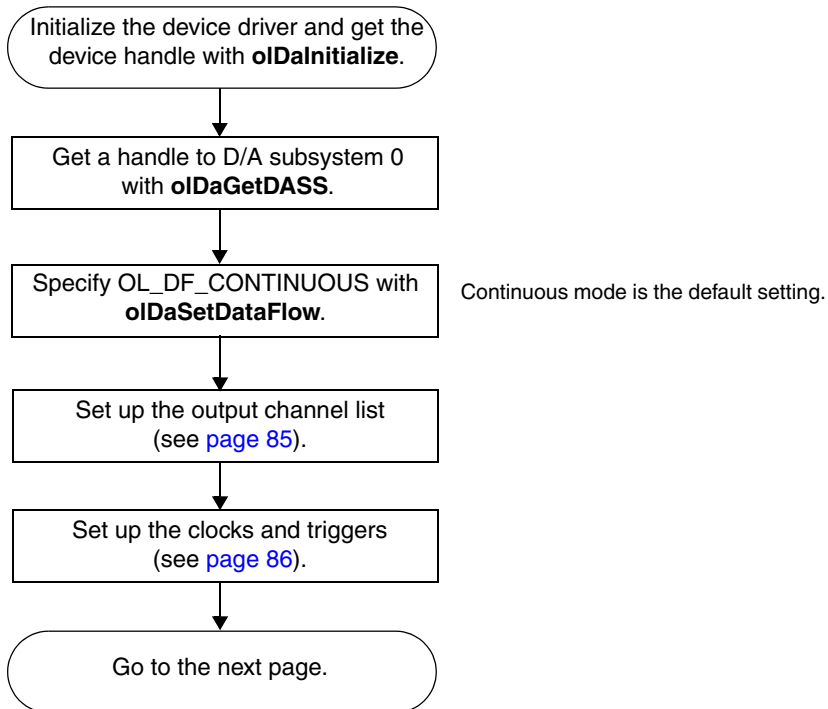 Initialize the device driver and get the
device handle with olDaInitialize.
Get a handle to D/A subsystem 0
with olDaGetDASS.
Specify OL_DF_CONTINUOUS with
olDaSetDataFlow.
Continuous mode is the default setting.
Set up the output channel list
(see page 85).
Set up the clocks and triggers
(see page 86).
Go to the next page.